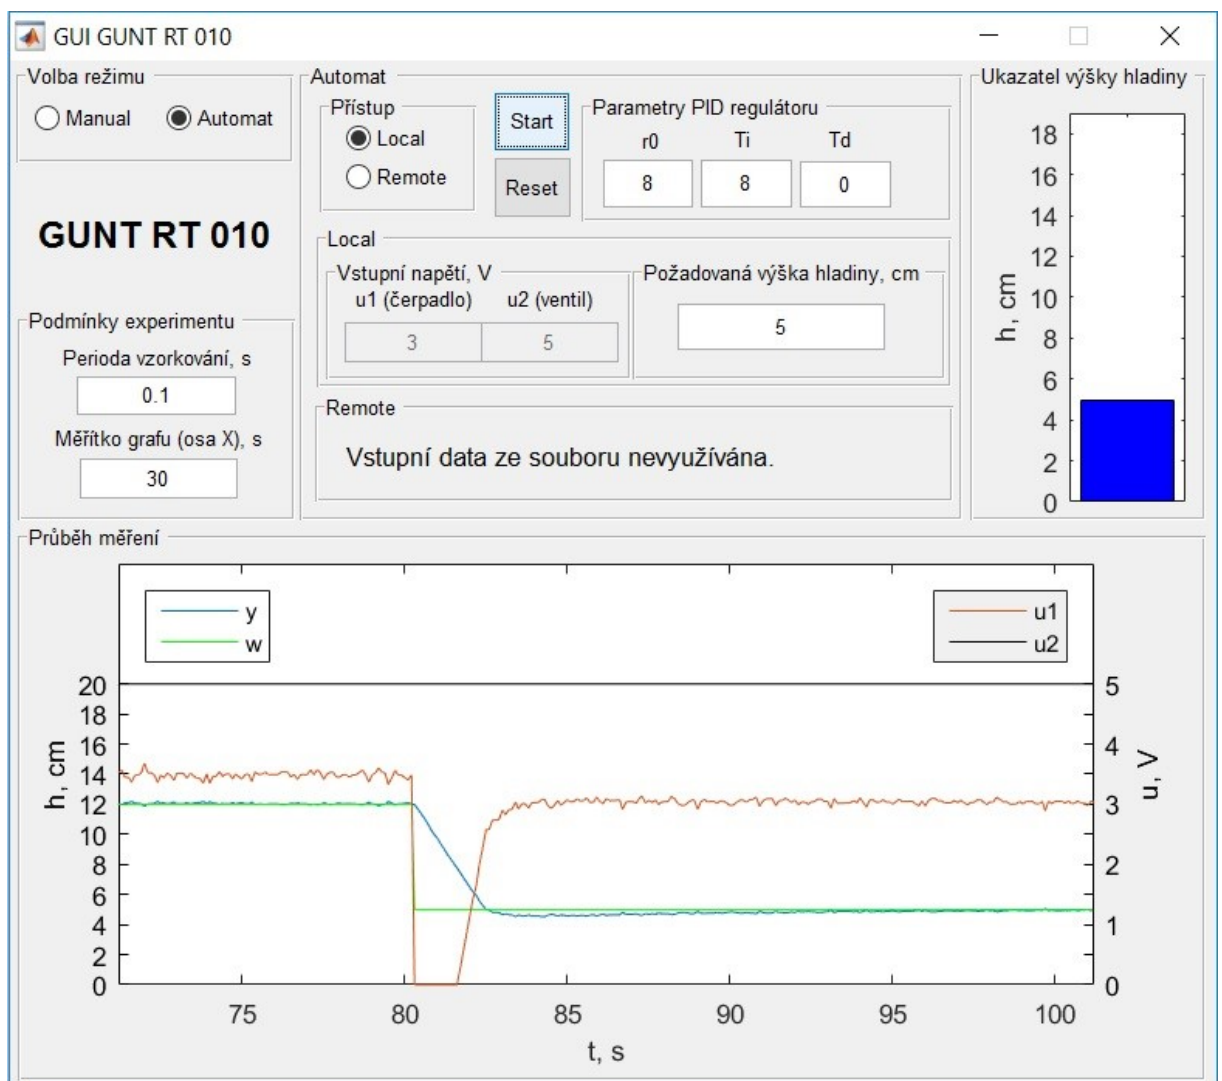 GUI GUNT RT 010
Volba režimu
Manual
Automat
GUNT RT 010
Podmínky experimentu
Perioda vzorkování, s
0.1
Měřítko grafu (osa X), s
30
Automat
Přístup
Local
Remote
Start
Reset
Parametry PID regulátoru
r0 Ti Td
8 8 0
Local
Vstupní napětí, V
u1 (čerpadlo) u2 (ventil)
3 5
Požadovaná výška hladiny, cm
5
Remote
Vstupní data ze souboru nevyužívána.
Ukazatel výšky hladiny
h, cm
18
16
14
12
10
8
6
4
2
0
Průběh měření
y
w
u1
u2
h, cm
20
18
16
14
12
10
8
6
4
2
0
5
4
3
2
1
0
u, V
75 80 85 90 95 100
t, s